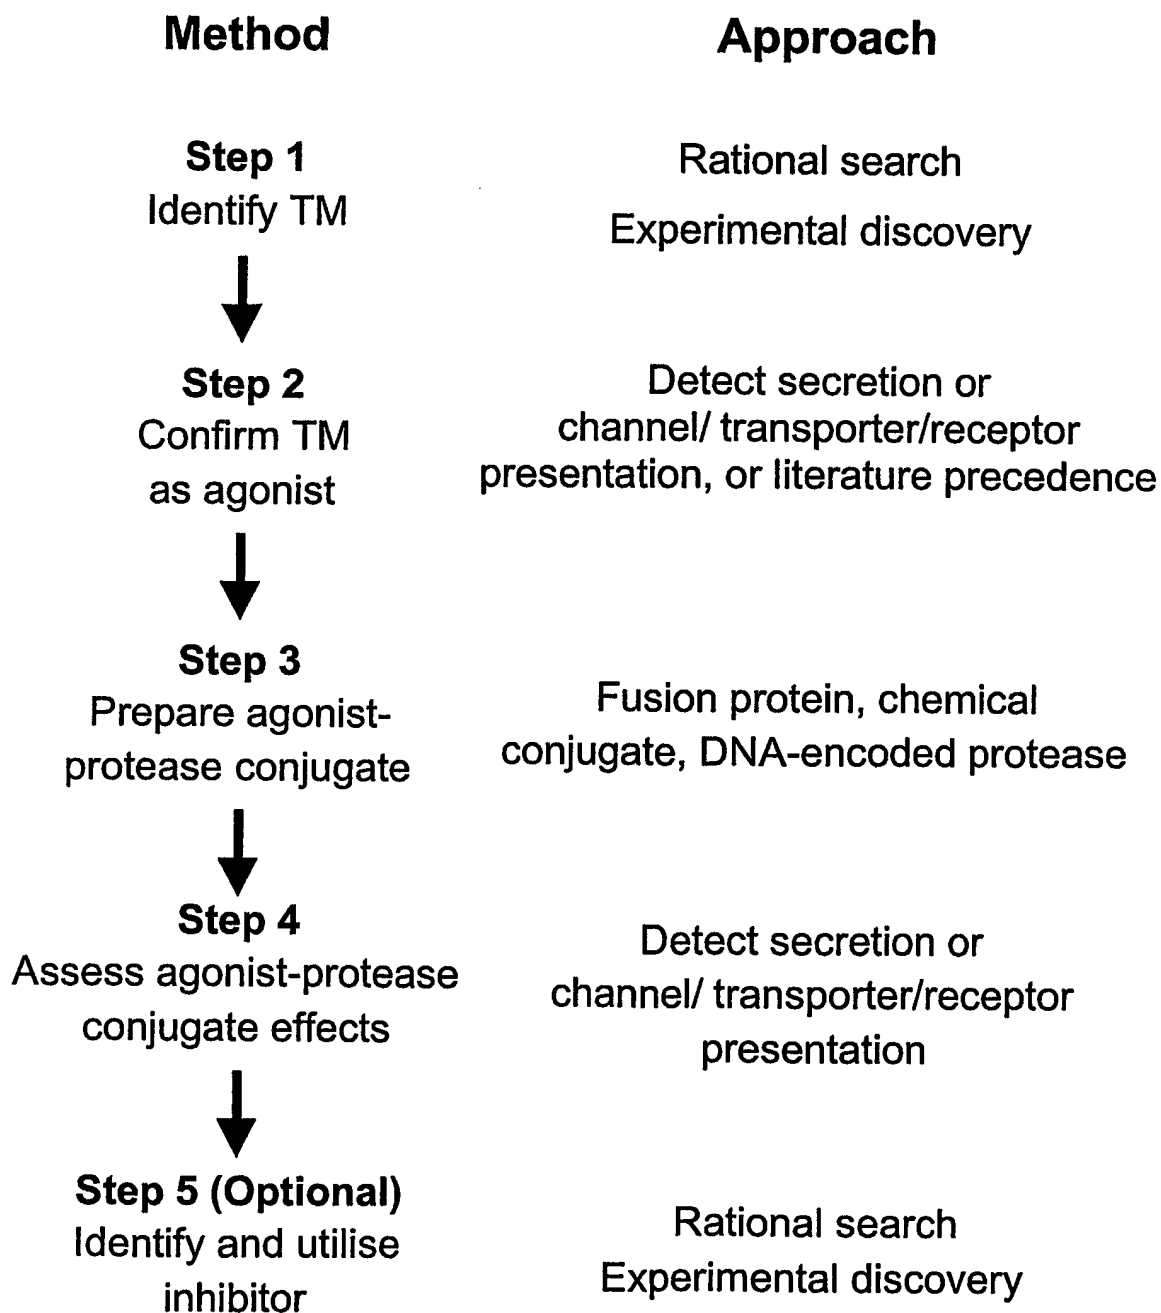 Method
Approach
Step 1
Identify TM
Rational search
Experimental discovery
Step 2
Confirm TM
as agonist
Detect secretion or
channel/ transporter/receptor
presentation, or literature precedence
Step 3
Prepare agonist-
protease conjugate
Fusion protein, chemical
conjugate, DNA-encoded protease
Step 4
Assess agonist-protease
conjugate effects
Detect secretion or
channel/ transporter/receptor
presentation
Step 5 (Optional)
Identify and utilise
inhibitor
Rational search
Experimental discovery